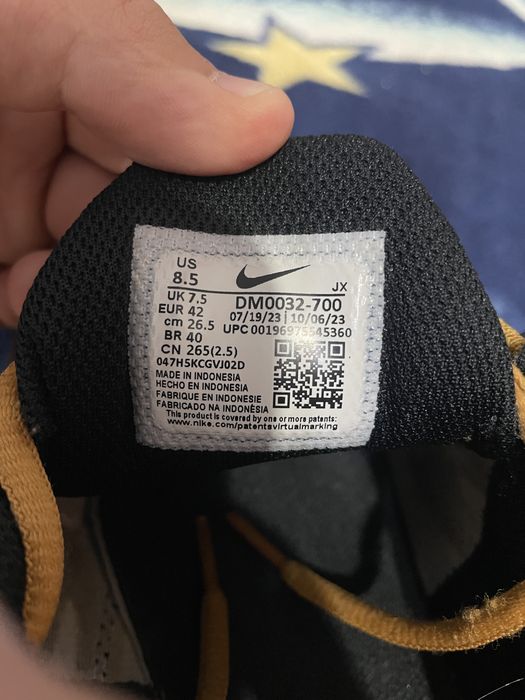 US
8.5
JX
UK 7.5
DM0032-700
EUR 42
07/19/23 | 10/06/23
cm 26.5
UPC 00196975545360
BR 40
CN 265(2.5)
047H5KCGVJ02D
MADE IN INDONESIA
HECHO EN INDONESIA
FABRIQUE EN INDONESIE
FABRICADO NA INDONÉSIA
This product is covered by one or more patents:
www.nike.com/patentsvirtualmarking